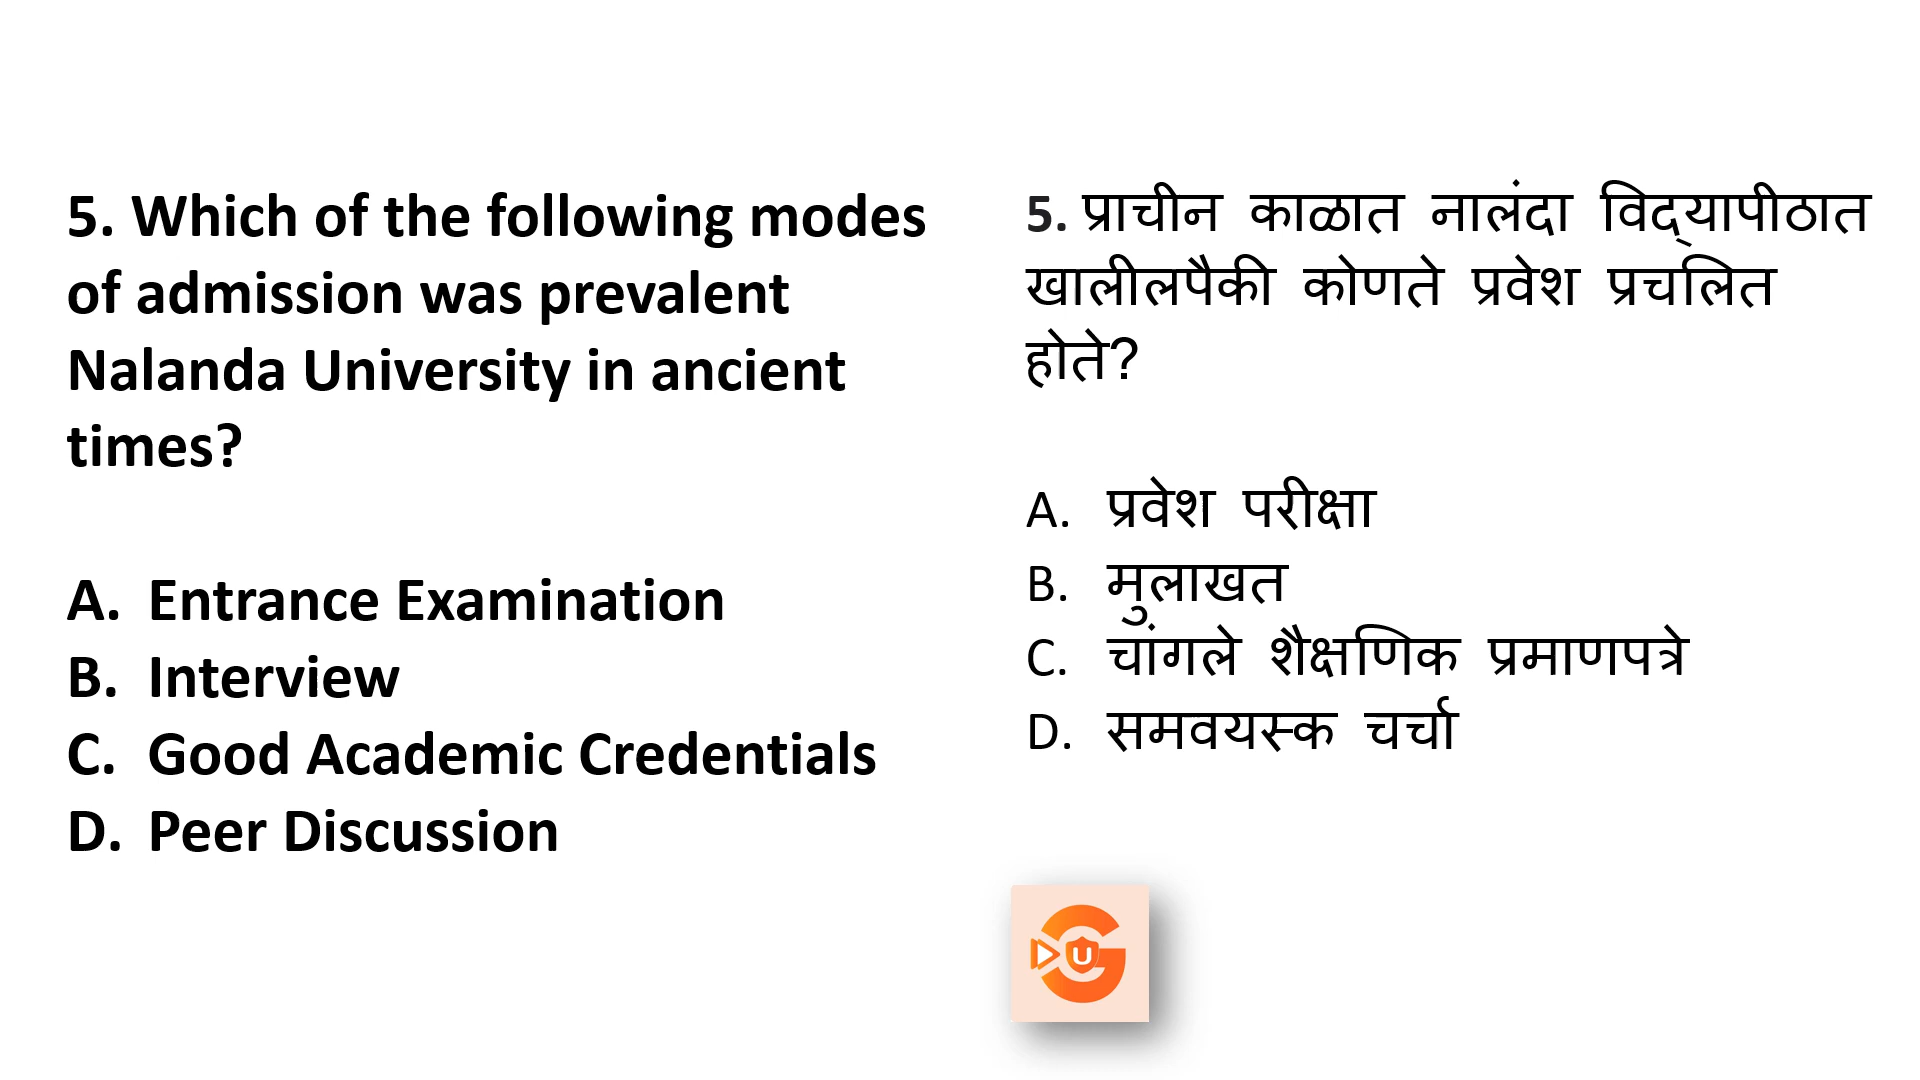 5. Which of the following modes
of admission was prevalent
Nalanda University in ancient
times?
A. Entrance Examination
B. Interview
C. Good Academic Credentials
D. Peer Discussion
5. प्राचीन काळात नालंदा विद्‌यापीठात
खालीलपैकी कोणते प्रवेश प्रचलित
होते?
A. प्रवेश परीक्षा
B. मुलाखत
C. चांगले शैक्षणिक प्रमाणपत्रे
D. समवयस्क चर्चा
U